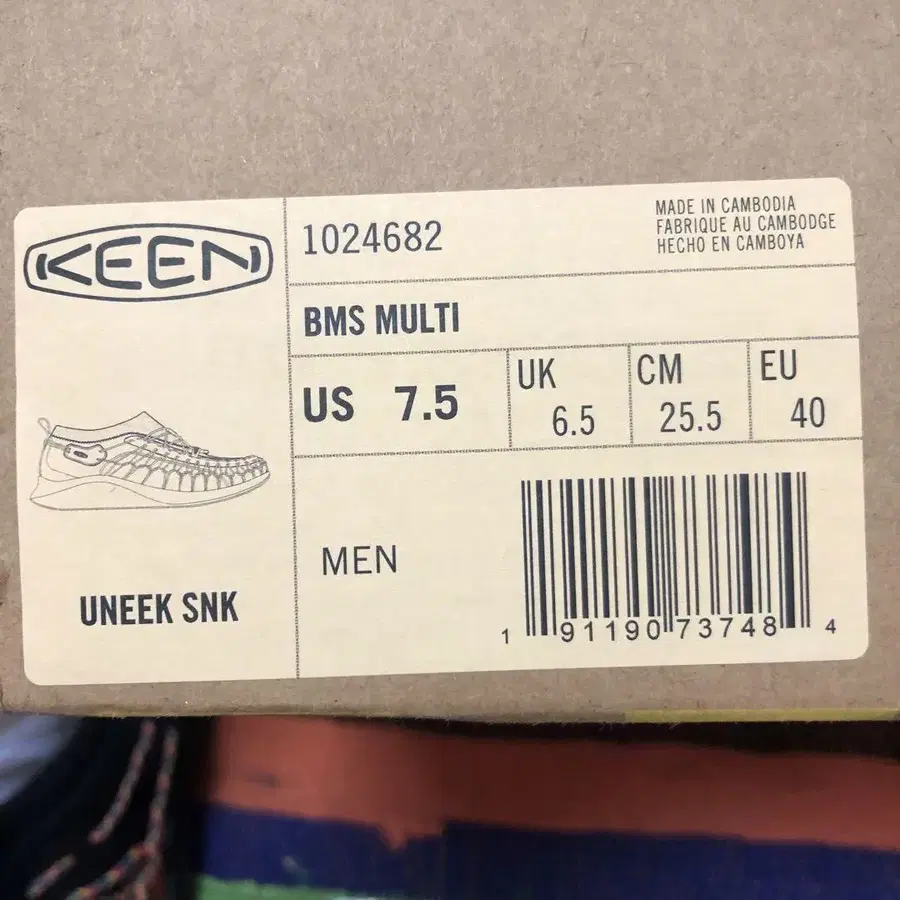 KEEN
1024682
MADE IN CAMBODIA
FABRIQUE AU CAMBODGE
HECHO EN CAMBOYA
BMS MULTI
US 7.5
UK 6.5
CM 25.5
EU 40
MEN
UNEEK SNK
1 91190 73748 4